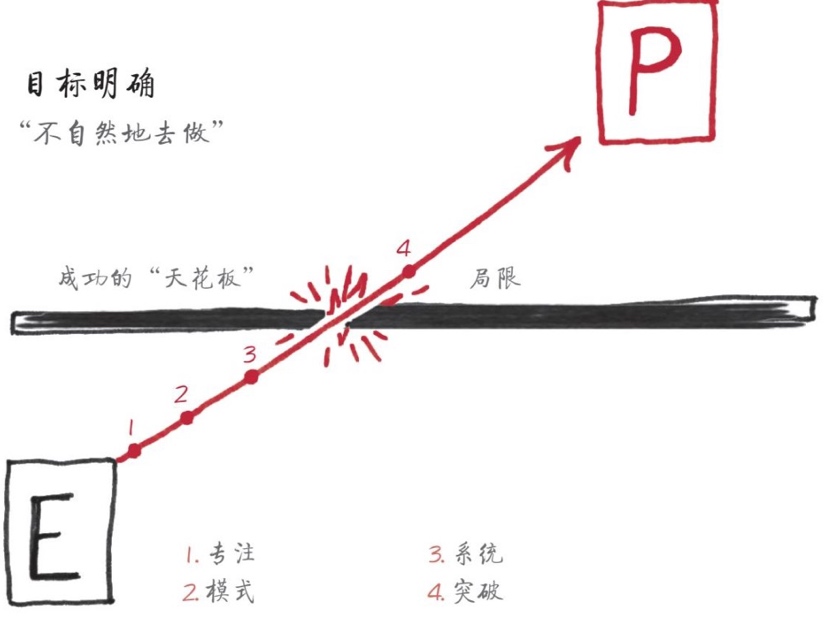 P
目标明确
“不自然地去做”
4
成功的“天花板”
局限
3
2
1
E
1. 专注
2. 模式
3. 系统
4. 突破